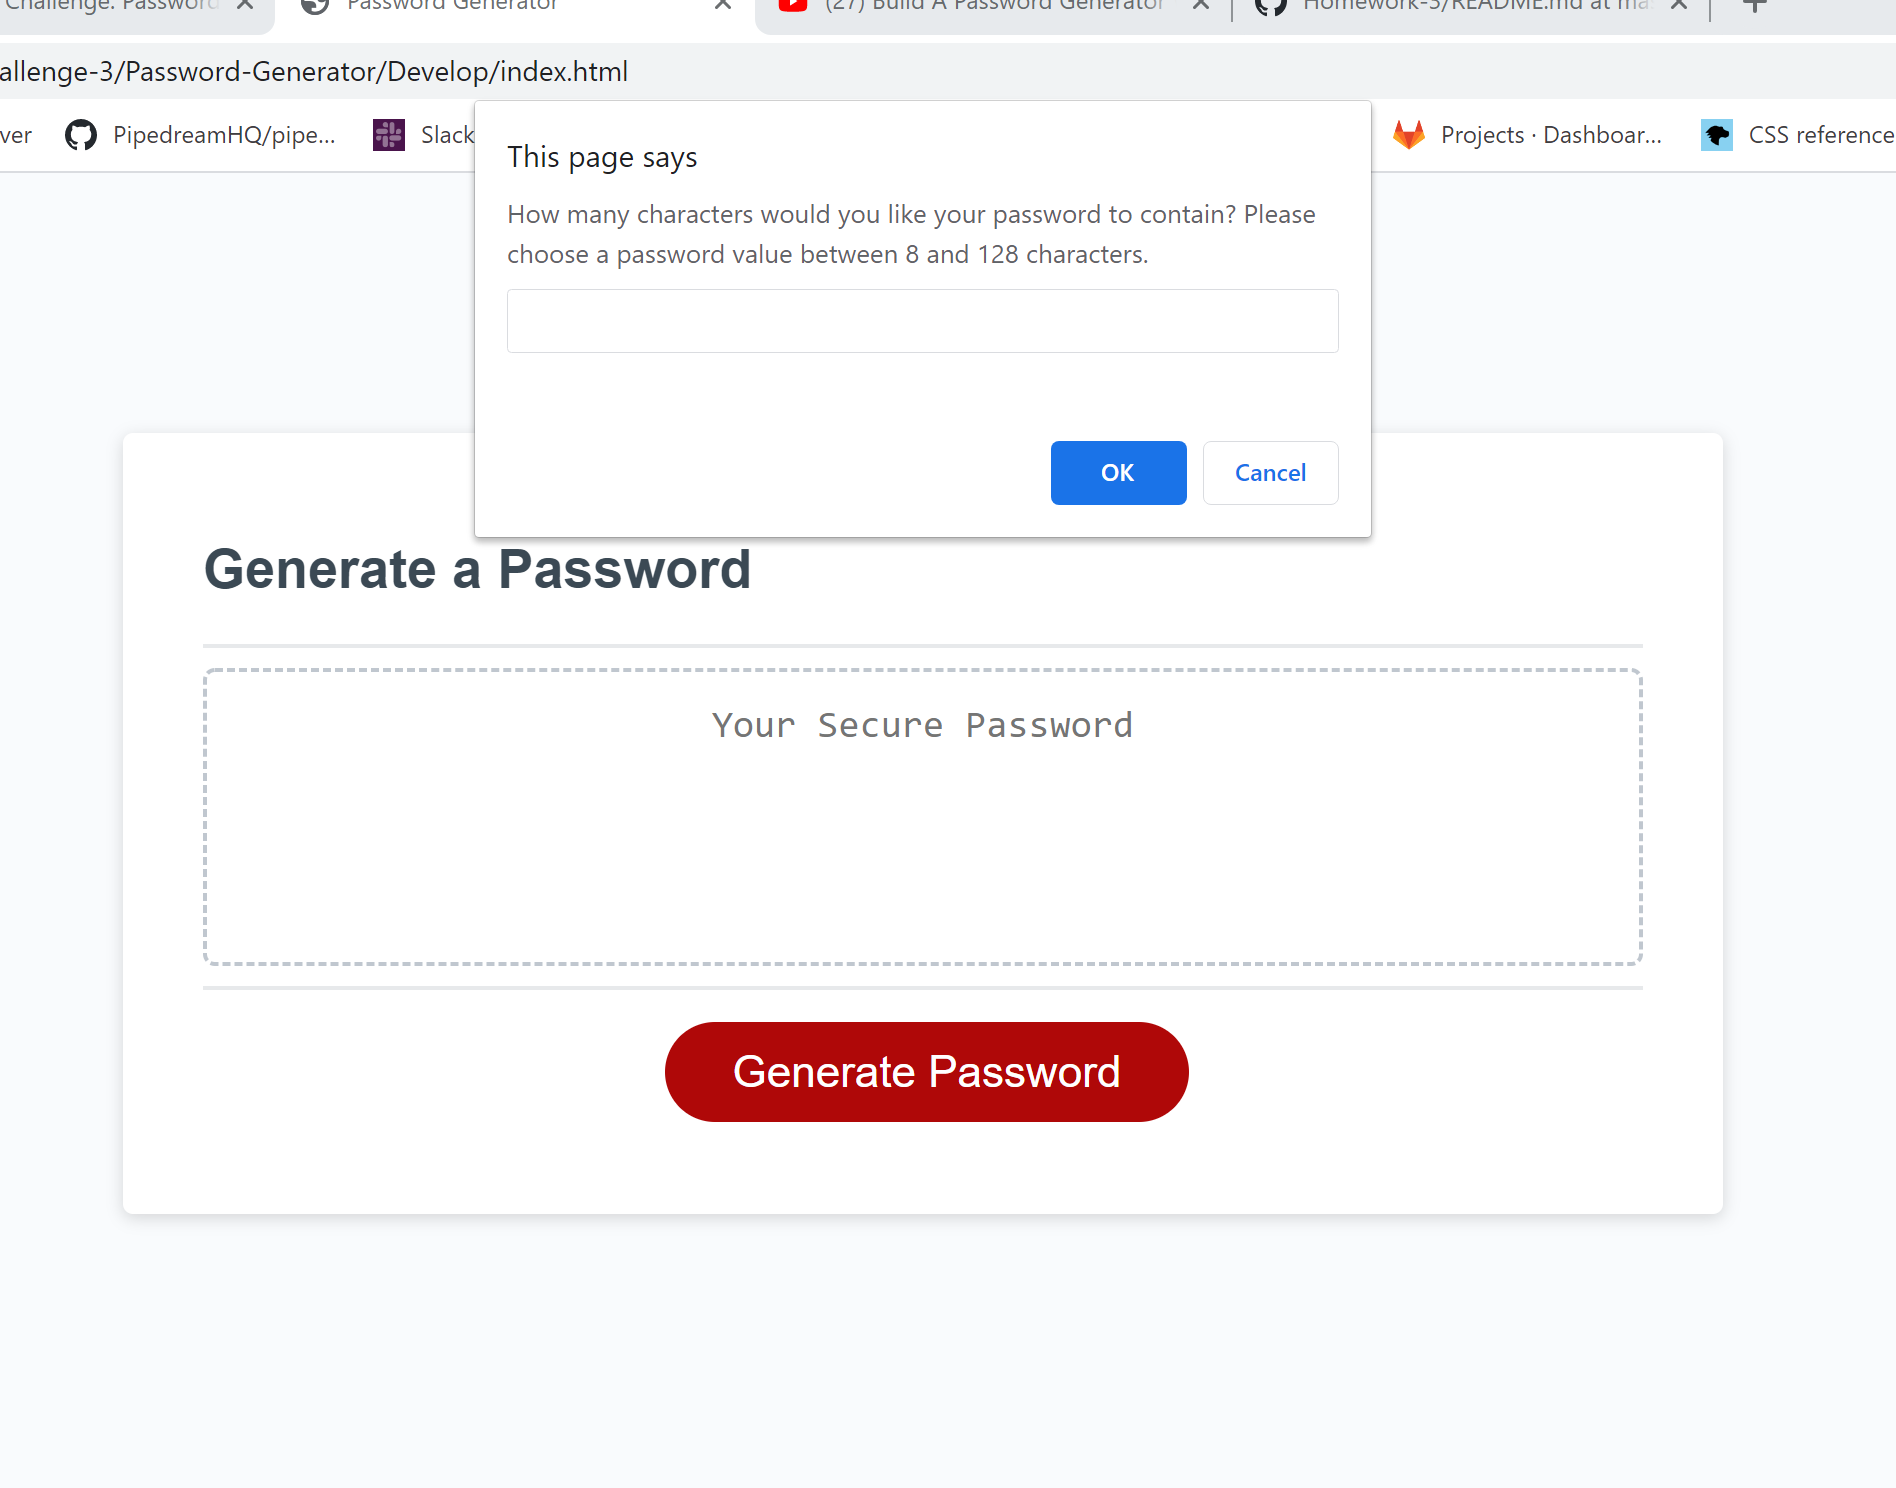 Challenge: Password
Password Generator
(27) Build A Password Generator
Homework-3/README.md at ma
allenge-3/Password-Generator/Develop/index.html
ver
PipedreamHQ/pipe...
Slack
Projects · Dashboar...
CSS reference
This page says
How many characters would you like your password to contain? Please
choose a password value between 8 and 128 characters.
OK
Cancel
Generate a Password
Your Secure Password
Generate Password